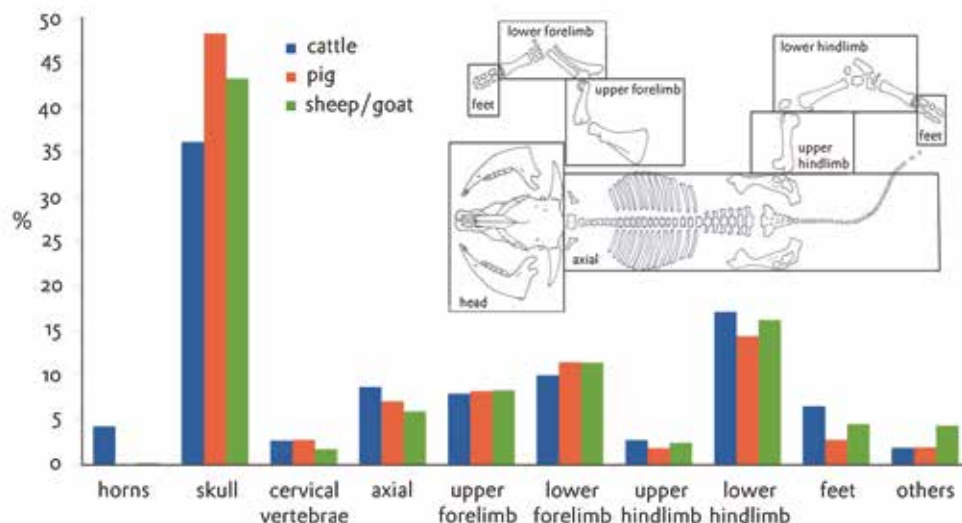 50
45
40
35
30
25
20
15
10
5
0
%
cattle
pig
sheep/goat
lower forelimb
feet
upper forelimb
lower hindlimb
feet
upper
hindlimb
axial
head
horns skull cervical axial upper lower upper lower feet others
vertebrae forelimb forelimb hindlimb hindlimb